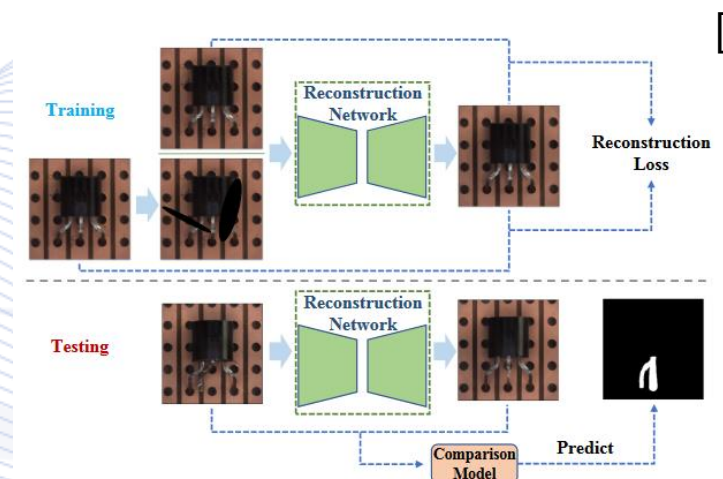 Training
Reconstruction
Network
Reconstruction
Loss
Testing
Reconstruction
Network
Comparison
Model
Predict